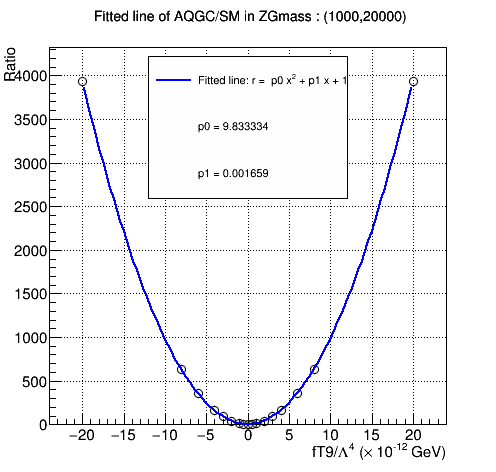 Fitted line of AQGC/SM in ZGmass : (1000,20000)
Ratio
Fitted line: r = p0 x² + p1 x + 1
p0 = 9.833334
p1 = 0.001659
4000
3500
3000
2500
2000
1500
1000
500
0
−20 −15 −10 −5 0 5 10 15 20
fT9/Λ⁴ (× 10⁻¹² GeV)